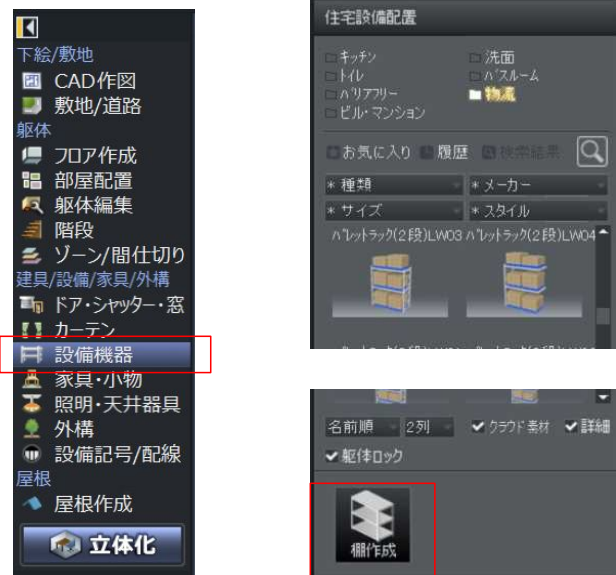 下絵/敷地
CAD作図
敷地/道路
躯体
フロア作成
部屋配置
躯体編集
階段
ゾーン/間仕切り
建具/設備/家具/外構
ドア・シャッター・窓
カーテン
設備機器
家具・小物
照明・天井器具
外構
設備記号/配線
屋根
屋根作成
立体化
住宅設備配置
キッチン 洗面
トイレ バスルーム
バリアフリー 物流
ビル・マンション
お気に入り 履歴 検索結果
* 種類 * メーカー
* サイズ * スタイル
パレットラック(2段)LW03 パレットラック(2段)LW04
名前順 2列 クラウド素材 詳細
躯体ロック
棚作成